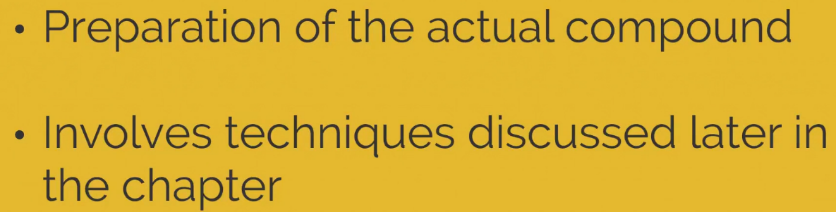 • Preparation of the actual compound
• Involves techniques discussed later in
the chapter